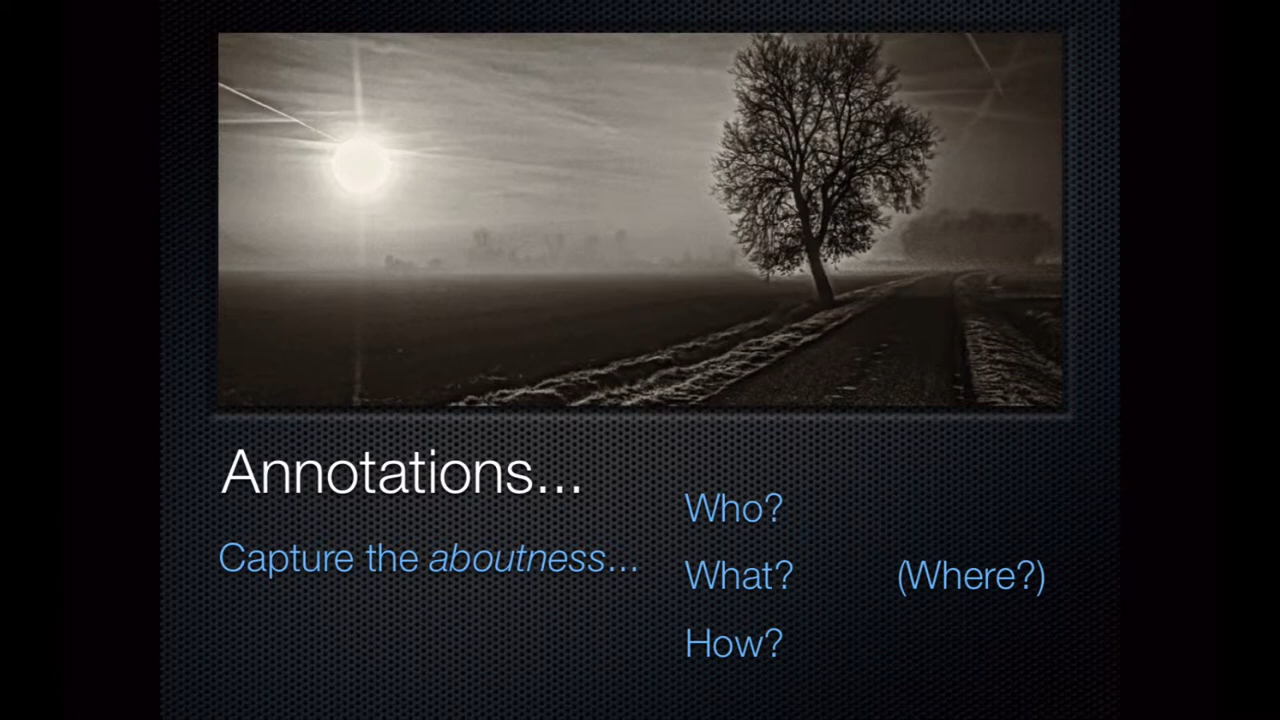 Annotations...
Capture the aboutness...
Who?
What?
(Where?)
How?